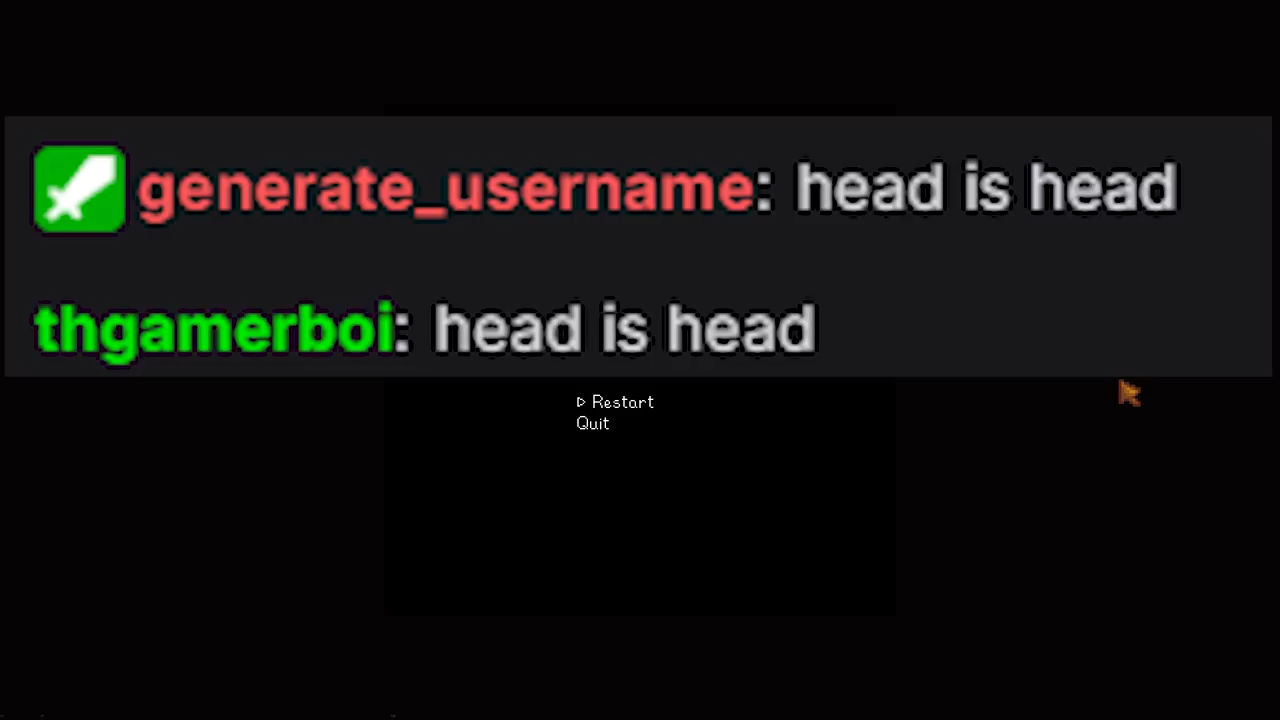 generate_username: head is head
thgamerboi: head is head
▷ Restart
Quit